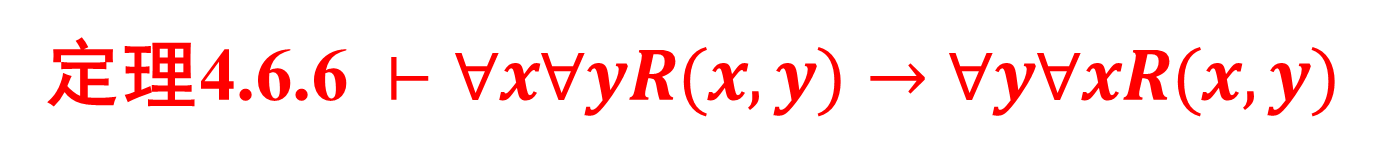 定理4.6.6 ⊢ ∀x∀yR(x,y) → ∀y∀xR(x,y)